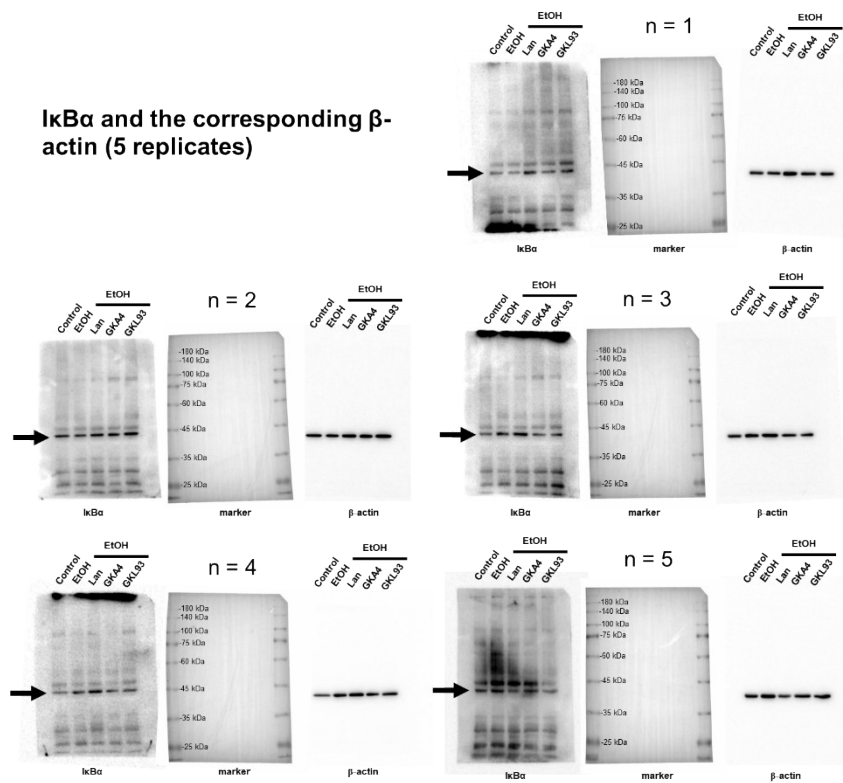 IκBα and the corresponding β-
actin (5 replicates)
n = 1
EtOH
Control
EtOH
Lan
GKA4
GKL93
-180 kDa
-140 kDa
-100 kDa
-75 kDa
-60 kDa
-45 kDa
-35 kDa
-25 kDa
EtOH
Control
EtOH
Lan
GKA4
GKL93
IκBα
marker
β-actin
n = 2
EtOH
Control
EtOH
Lan
GKA4
GKL93
-180 kDa
-140 kDa
-100 kDa
-75 kDa
-60 kDa
-45 kDa
-35 kDa
-25 kDa
EtOH
Control
EtOH
Lan
GKA4
GKL93
IκBα
marker
β-actin
n = 3
EtOH
Control
EtOH
Lan
GKA4
GKL93
-180 kDa
-140 kDa
-100 kDa
-75 kDa
-60 kDa
-45 kDa
-35 kDa
-25 kDa
EtOH
Control
EtOH
Lan
GKA4
GKL93
IκBα
marker
β-actin
n = 4
EtOH
Control
EtOH
Lan
GKA4
GKL93
-180 kDa
-140 kDa
-100 kDa
-75 kDa
-60 kDa
-45 kDa
-35 kDa
-25 kDa
EtOH
Control
EtOH
Lan
GKA4
GKL93
IκBα
marker
β-actin
n = 5
EtOH
Control
EtOH
Lan
GKA4
GKL93
-180 kDa
-140 kDa
-100 kDa
-75 kDa
-60 kDa
-45 kDa
-35 kDa
-25 kDa
EtOH
Control
EtOH
Lan
GKA4
GKL93
IκBα
marker
β-actin